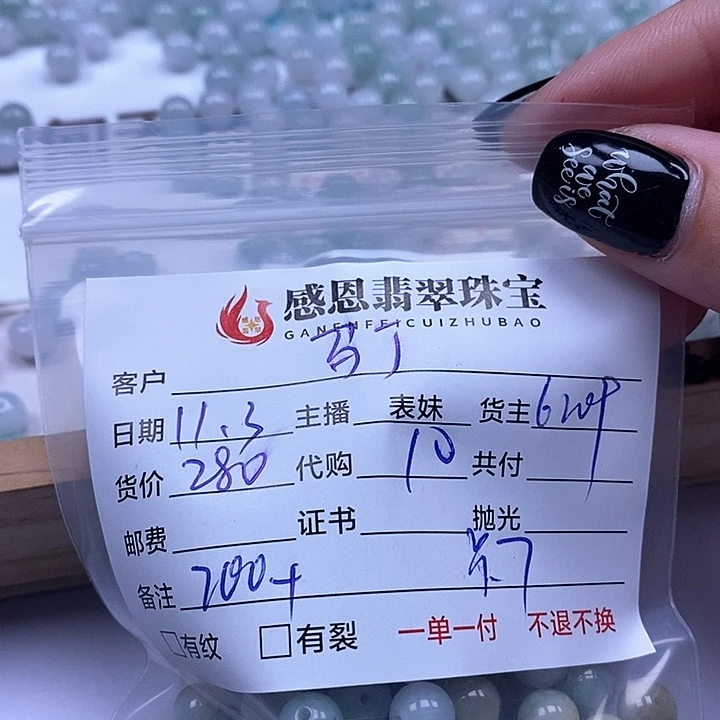 What
we
see is
感恩翡翠珠宝
GANENFEICUIZHUBAO
客户
日期 11.3 主播 表妹 货主
货价 280 代购 10 共付
邮费 证书 抛光
备注 200+
有纹 有裂 一单一付 不退不换